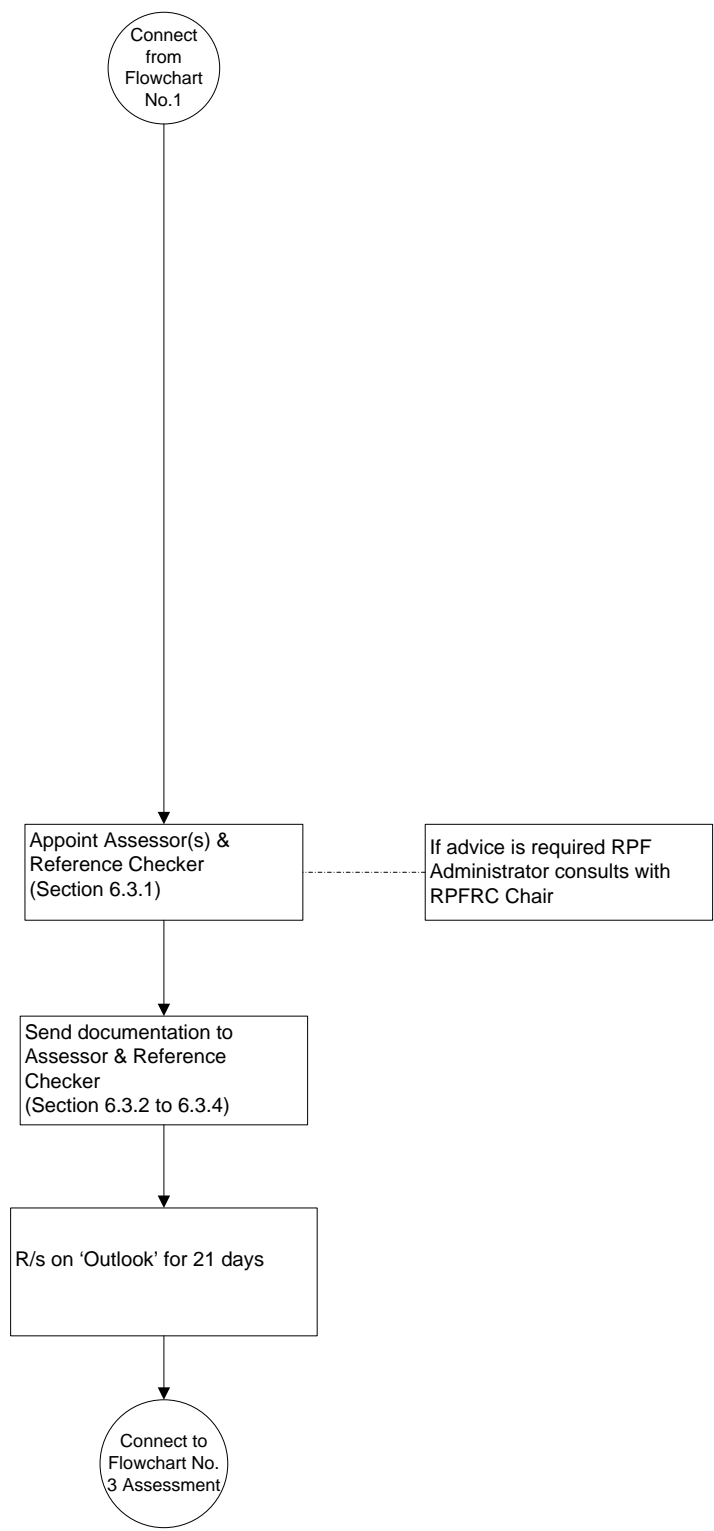 Connect
from
Flowchart
No.1
Appoint Assessor(s) &
Reference Checker
(Section 6.3.1)
If advice is required RPF
Administrator consults with
RPFRC Chair
Send documentation to
Assessor & Reference
Checker
(Section 6.3.2 to 6.3.4)
R/s on ‘Outlook’ for 21 days
Connect to
Flowchart No.
3 Assessment